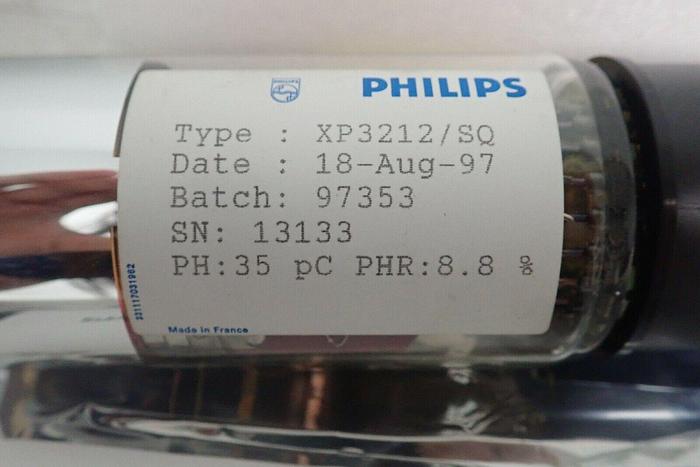 PHILIPS
PHILIPS
Type : XP3212/SQ
Date : 18-Aug-97
Batch: 97353
SN: 13133
PH:35 pC PHR:8.8 %
Made in France